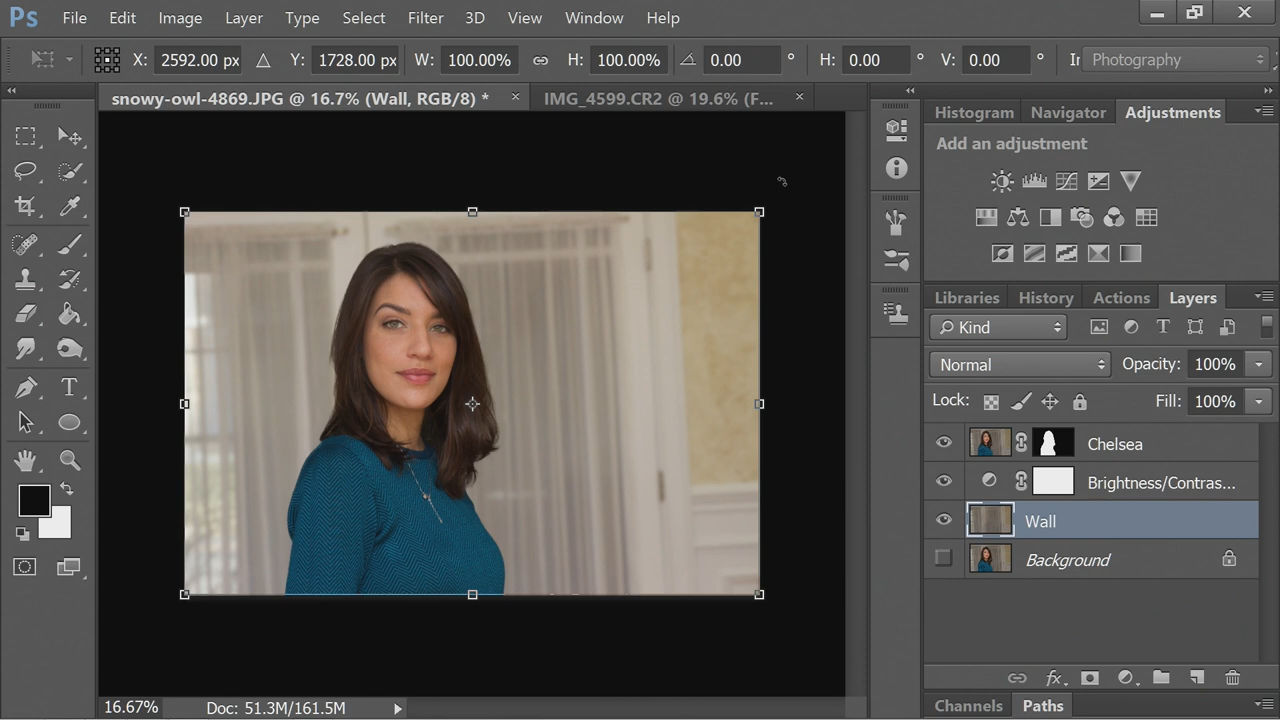 Ps File Edit Image Layer Type Select Filter 3D View Window Help
X: 2592.00 px Y: 1728.00 px W: 100.00% H: 100.00% 0.00 ° H: 0.00 ° V: 0.00 ° Photography
snowy-owl-4869.JPG @ 16.7% (Wall, RGB/8) * IMG_4599.CR2 @ 19.6% (F...
Histogram Navigator Adjustments
Add an adjustment
Libraries History Actions Layers
Kind
Normal Opacity: 100%
Lock: Fill: 100%
Chelsea
Brightness/Contras...
Wall
Background
Channels Paths
16.67% Doc: 51.3M/161.5M